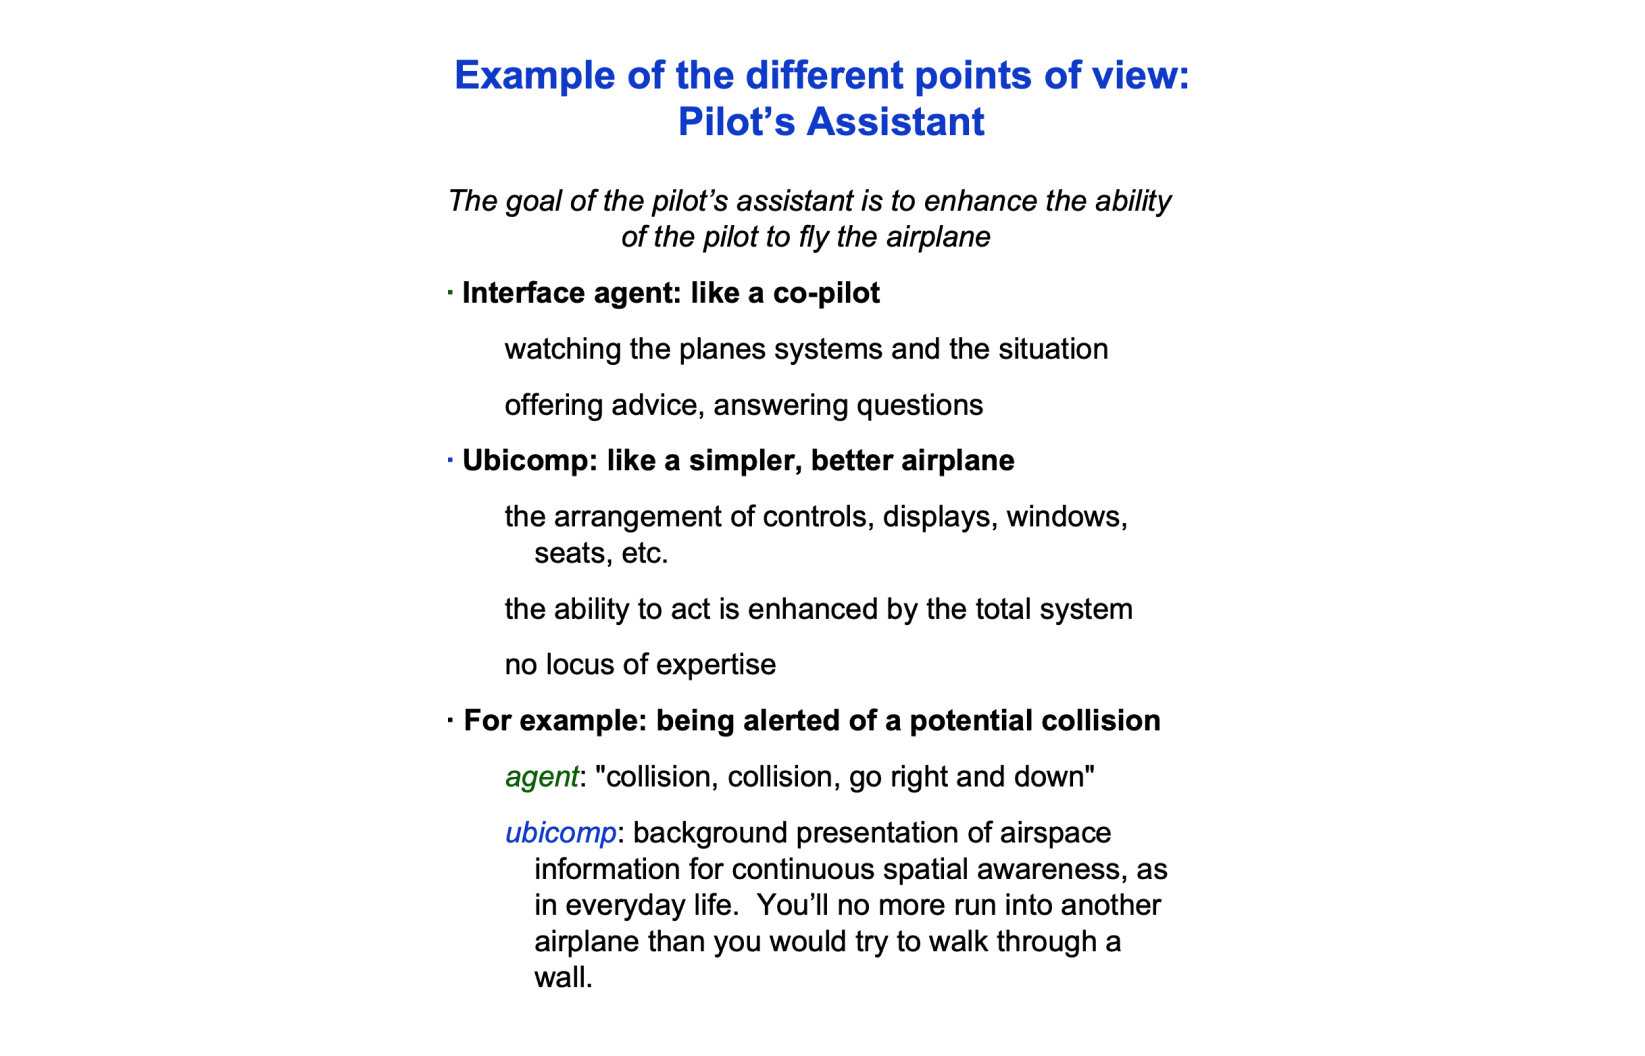 Example of the different points of view:
Pilot’s Assistant
The goal of the pilot’s assistant is to enhance the ability
of the pilot to fly the airplane
· Interface agent: like a co-pilot
watching the planes systems and the situation
offering advice, answering questions
· Ubicomp: like a simpler, better airplane
the arrangement of controls, displays, windows,
seats, etc.
the ability to act is enhanced by the total system
no locus of expertise
· For example: being alerted of a potential collision
agent: "collision, collision, go right and down"
ubicomp: background presentation of airspace
information for continuous spatial awareness, as
in everyday life.  You’ll no more run into another
airplane than you would try to walk through a
wall.